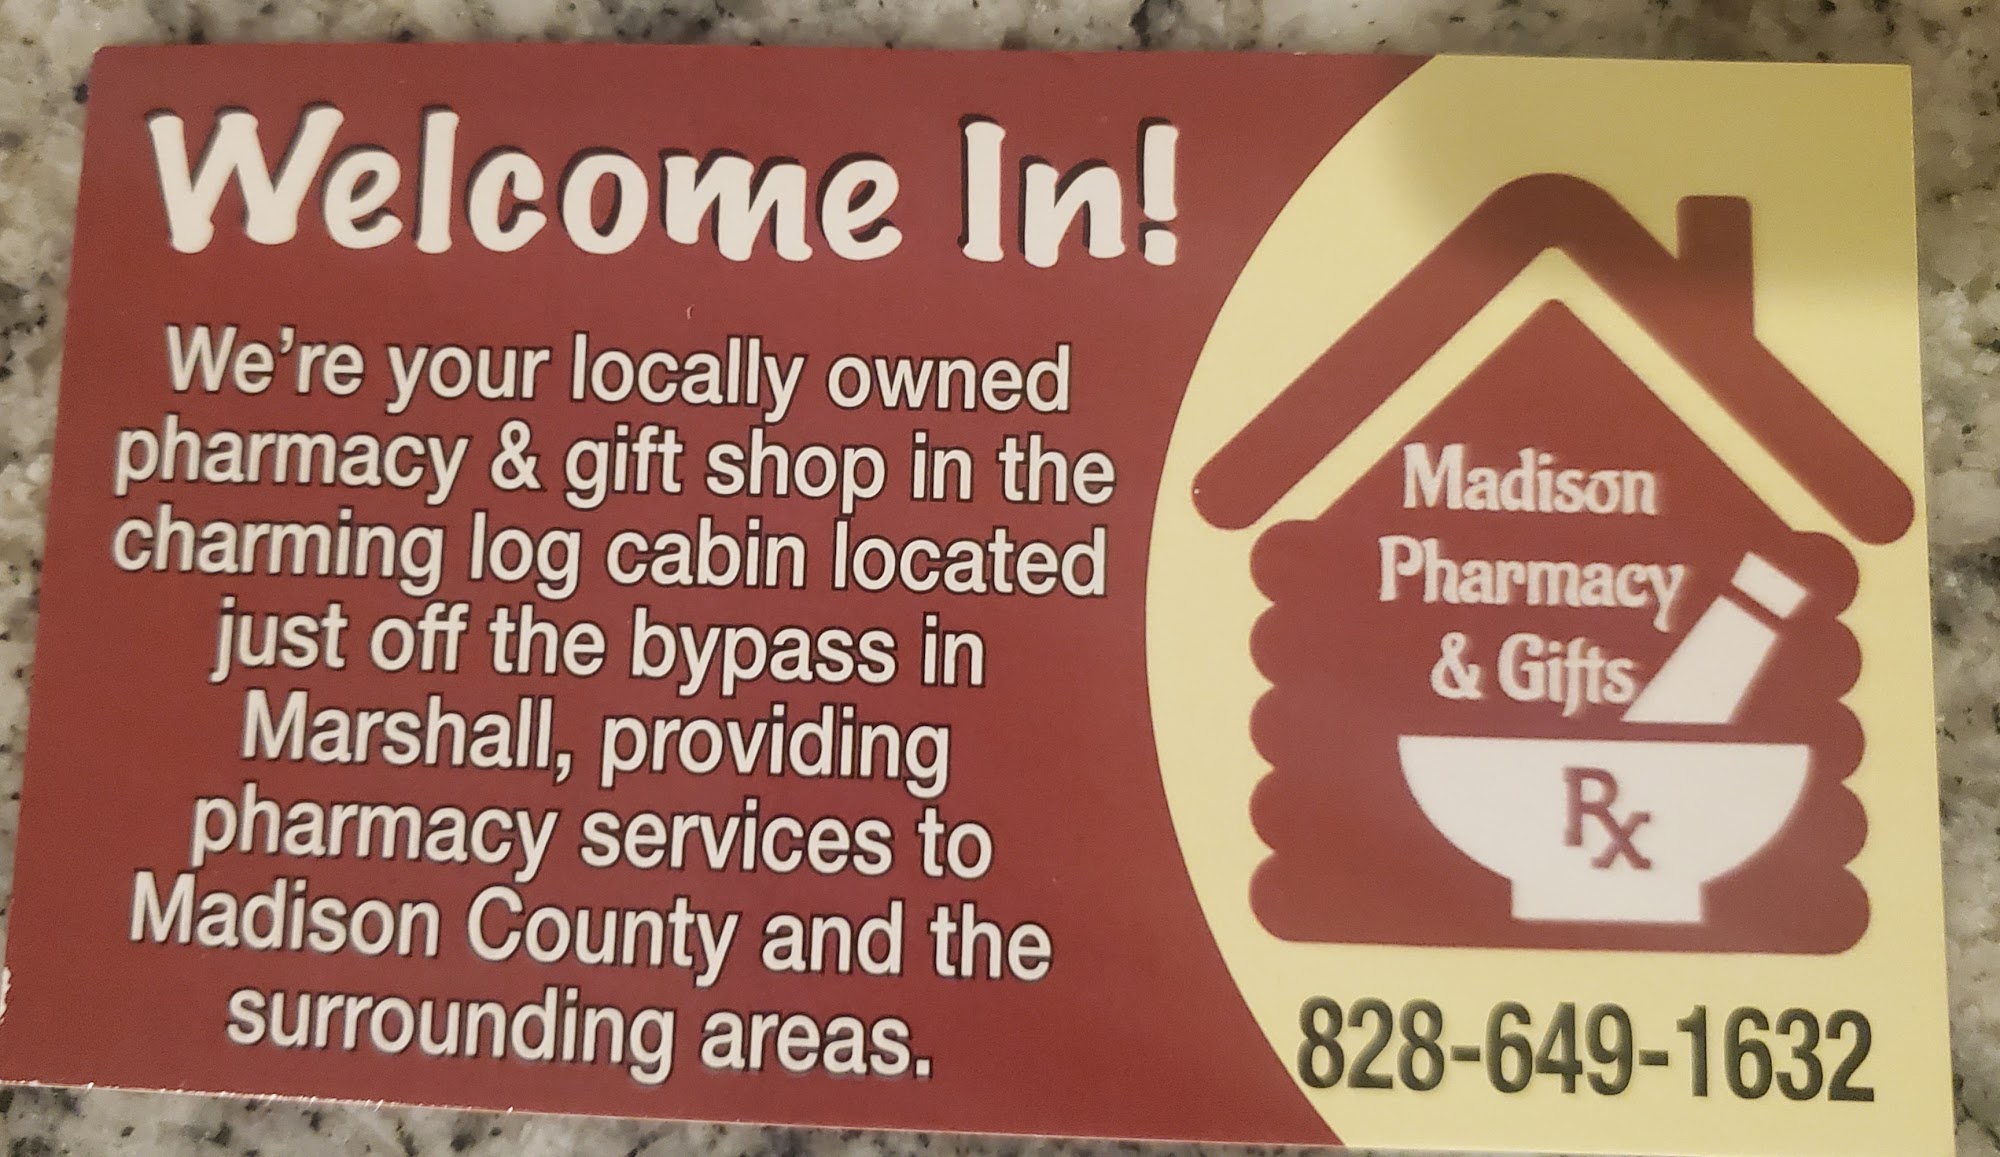 Welcome In!
We're your locally owned
pharmacy & gift shop in the
charming log cabin located
just off the bypass in
Marshall, providing
pharmacy services to
Madison County and the
surrounding areas.
Madison
Pharmacy
& Gifts
Rx
828-649-1632